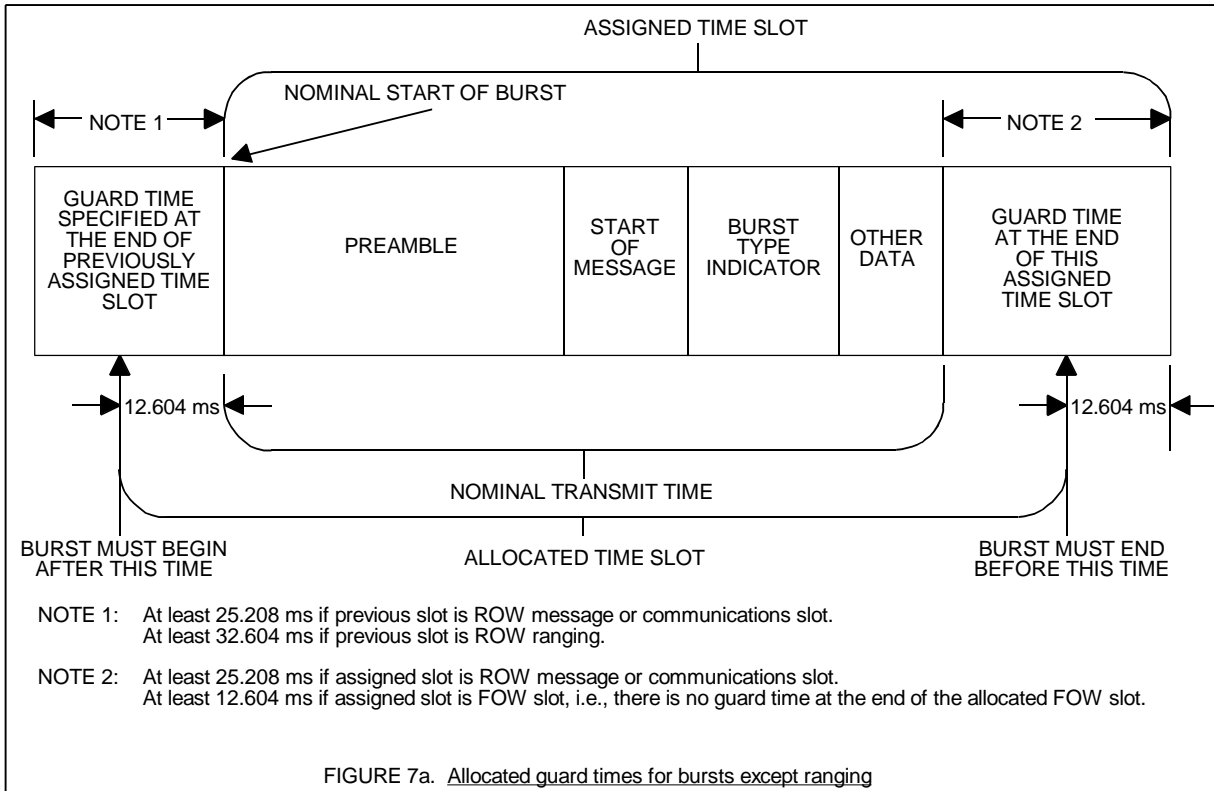 ASSIGNED TIME SLOT
NOMINAL START OF BURST
NOTE 1
NOTE 2
GUARD TIME
SPECIFIED AT
THE END OF
PREVIOUSLY
ASSIGNED TIME
SLOT
PREAMBLE
START
OF
MESSAGE
BURST
TYPE
INDICATOR
OTHER
DATA
GUARD TIME
AT THE END
OF THIS
ASSIGNED
TIME SLOT
12.604 ms
12.604 ms
NOMINAL TRANSMIT TIME
BURST MUST BEGIN
AFTER THIS TIME
ALLOCATED TIME SLOT
BURST MUST END
BEFORE THIS TIME
NOTE 1: At least 25.208 ms if previous slot is ROW message or communications slot.
At least 32.604 ms if previous slot is ROW ranging.
NOTE 2: At least 25.208 ms if assigned slot is ROW message or communications slot.
At least 12.604 ms if assigned slot is FOW slot, i.e., there is no guard time at the end of the allocated FOW slot.
FIGURE 7a. Allocated guard times for bursts except ranging